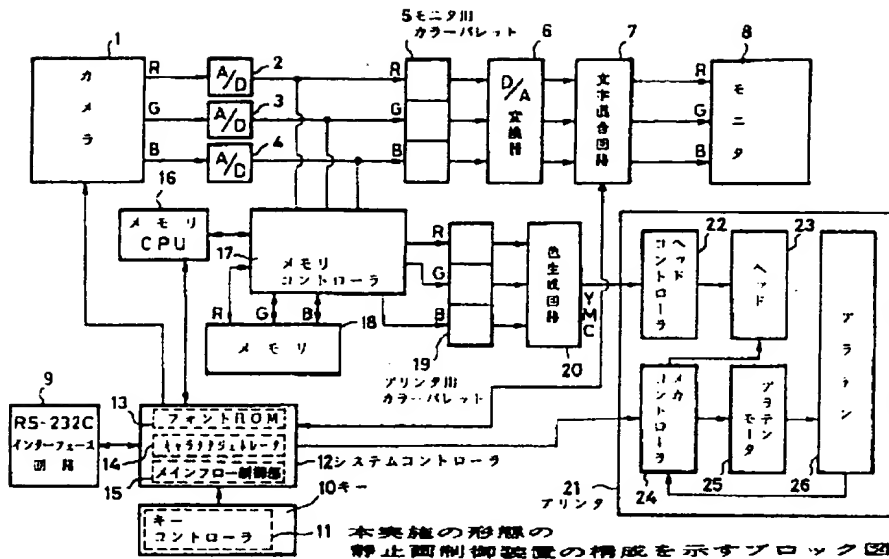 1
カメラ
R
G
B
A/D
2
A/D
3
A/D
4
5モニタ用
カラーパレット
R
G
B
6
D/A
変換器
7
文字混合回路
R
G
B
8
モニタ
16
メモリ
CPU
17
メモリ
コントローラ
R
G
B
18
メモリ
R
G
B
19
プリンタ用
カラーパレット
色生成回路
20
YMC
22
ヘッド
コントローラ
23
ヘッド
メカ
コントローラ
24
プラテン
モータ
25
プラテン
26
21
プリンタ
9
RS-232C
インターフェース
回路
13
フォントROM
14
キャラクタジェネレータ
15
メインフロー制御部
12システムコントローラ
10キー
キー
コントローラ
11
本実施の形態の
静止画制御装置の構成を示すブロック図